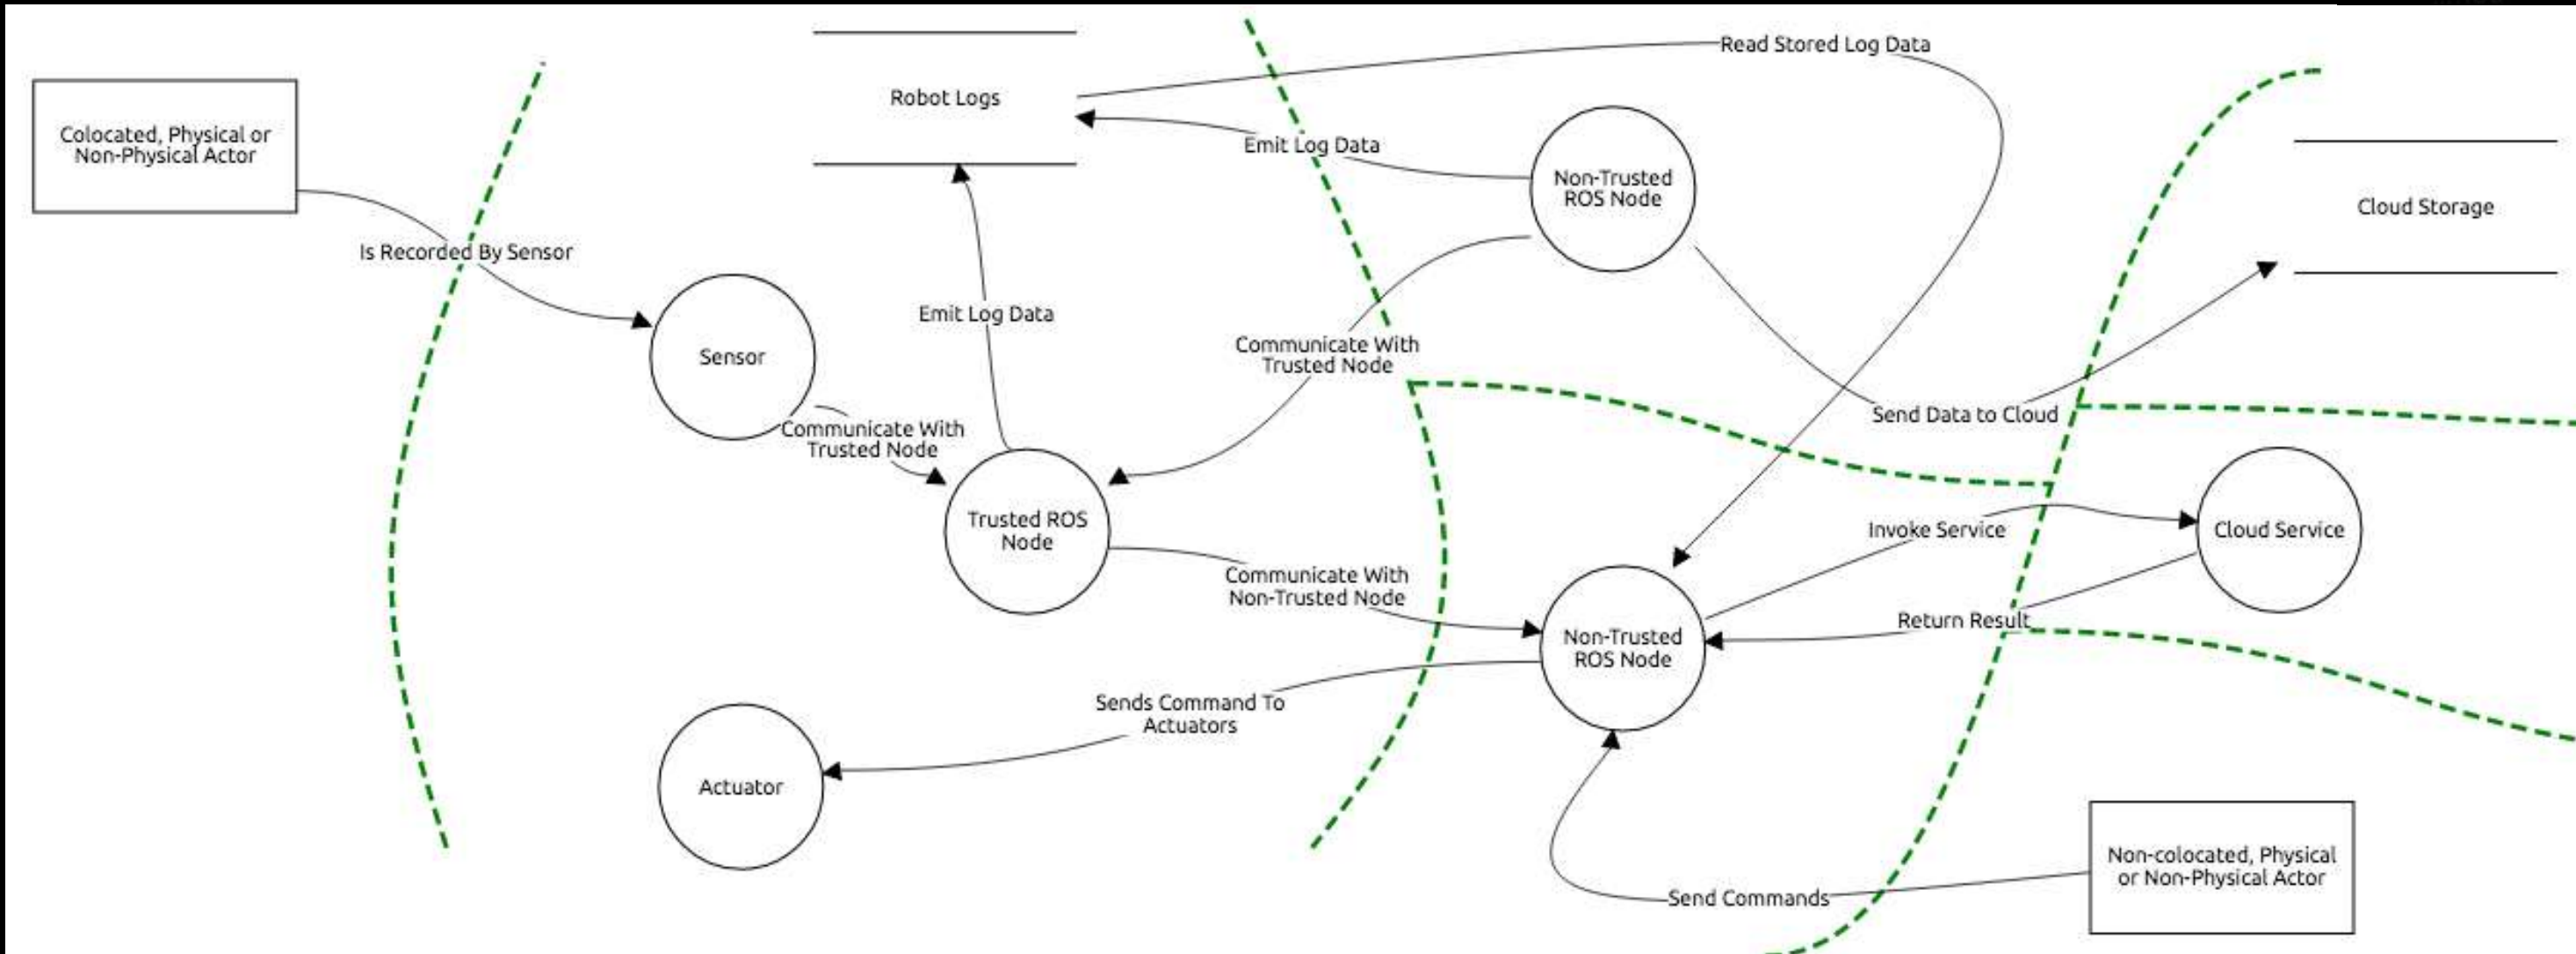 Read Stored Log Data
Robot Logs
Colocated, Physical or
Non-Physical Actor
Emit Log Data
Non-Trusted
ROS Node
Cloud Storage
Is Recorded By Sensor
Emit Log Data
Sensor
Communicate With
Trusted Node
Communicate With
Trusted Node
Send Data to Cloud
Trusted ROS
Node
Invoke Service
Cloud Service
Communicate With
Non-Trusted Node
Return Result
Non-Trusted
ROS Node
Sends Command To
Actuators
Actuator
Non-colocated, Physical
or Non-Physical Actor
Send Commands